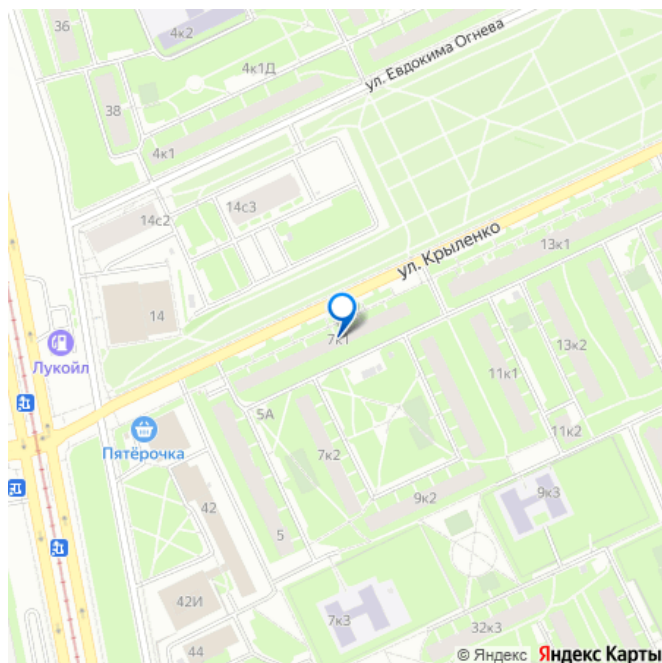 36
4к2
4к1Д
ул. Евдокима Огнева
38
4к1
14с3
14с2
ул. Крыленко
13к1
14
7к1
Лукойл
13к2
11к1
5А
11к2
Пятёрочка
7к2
9к2
9к3
42
5
42И
7к3
32к3
44
© Яндекс Яндекс Карты